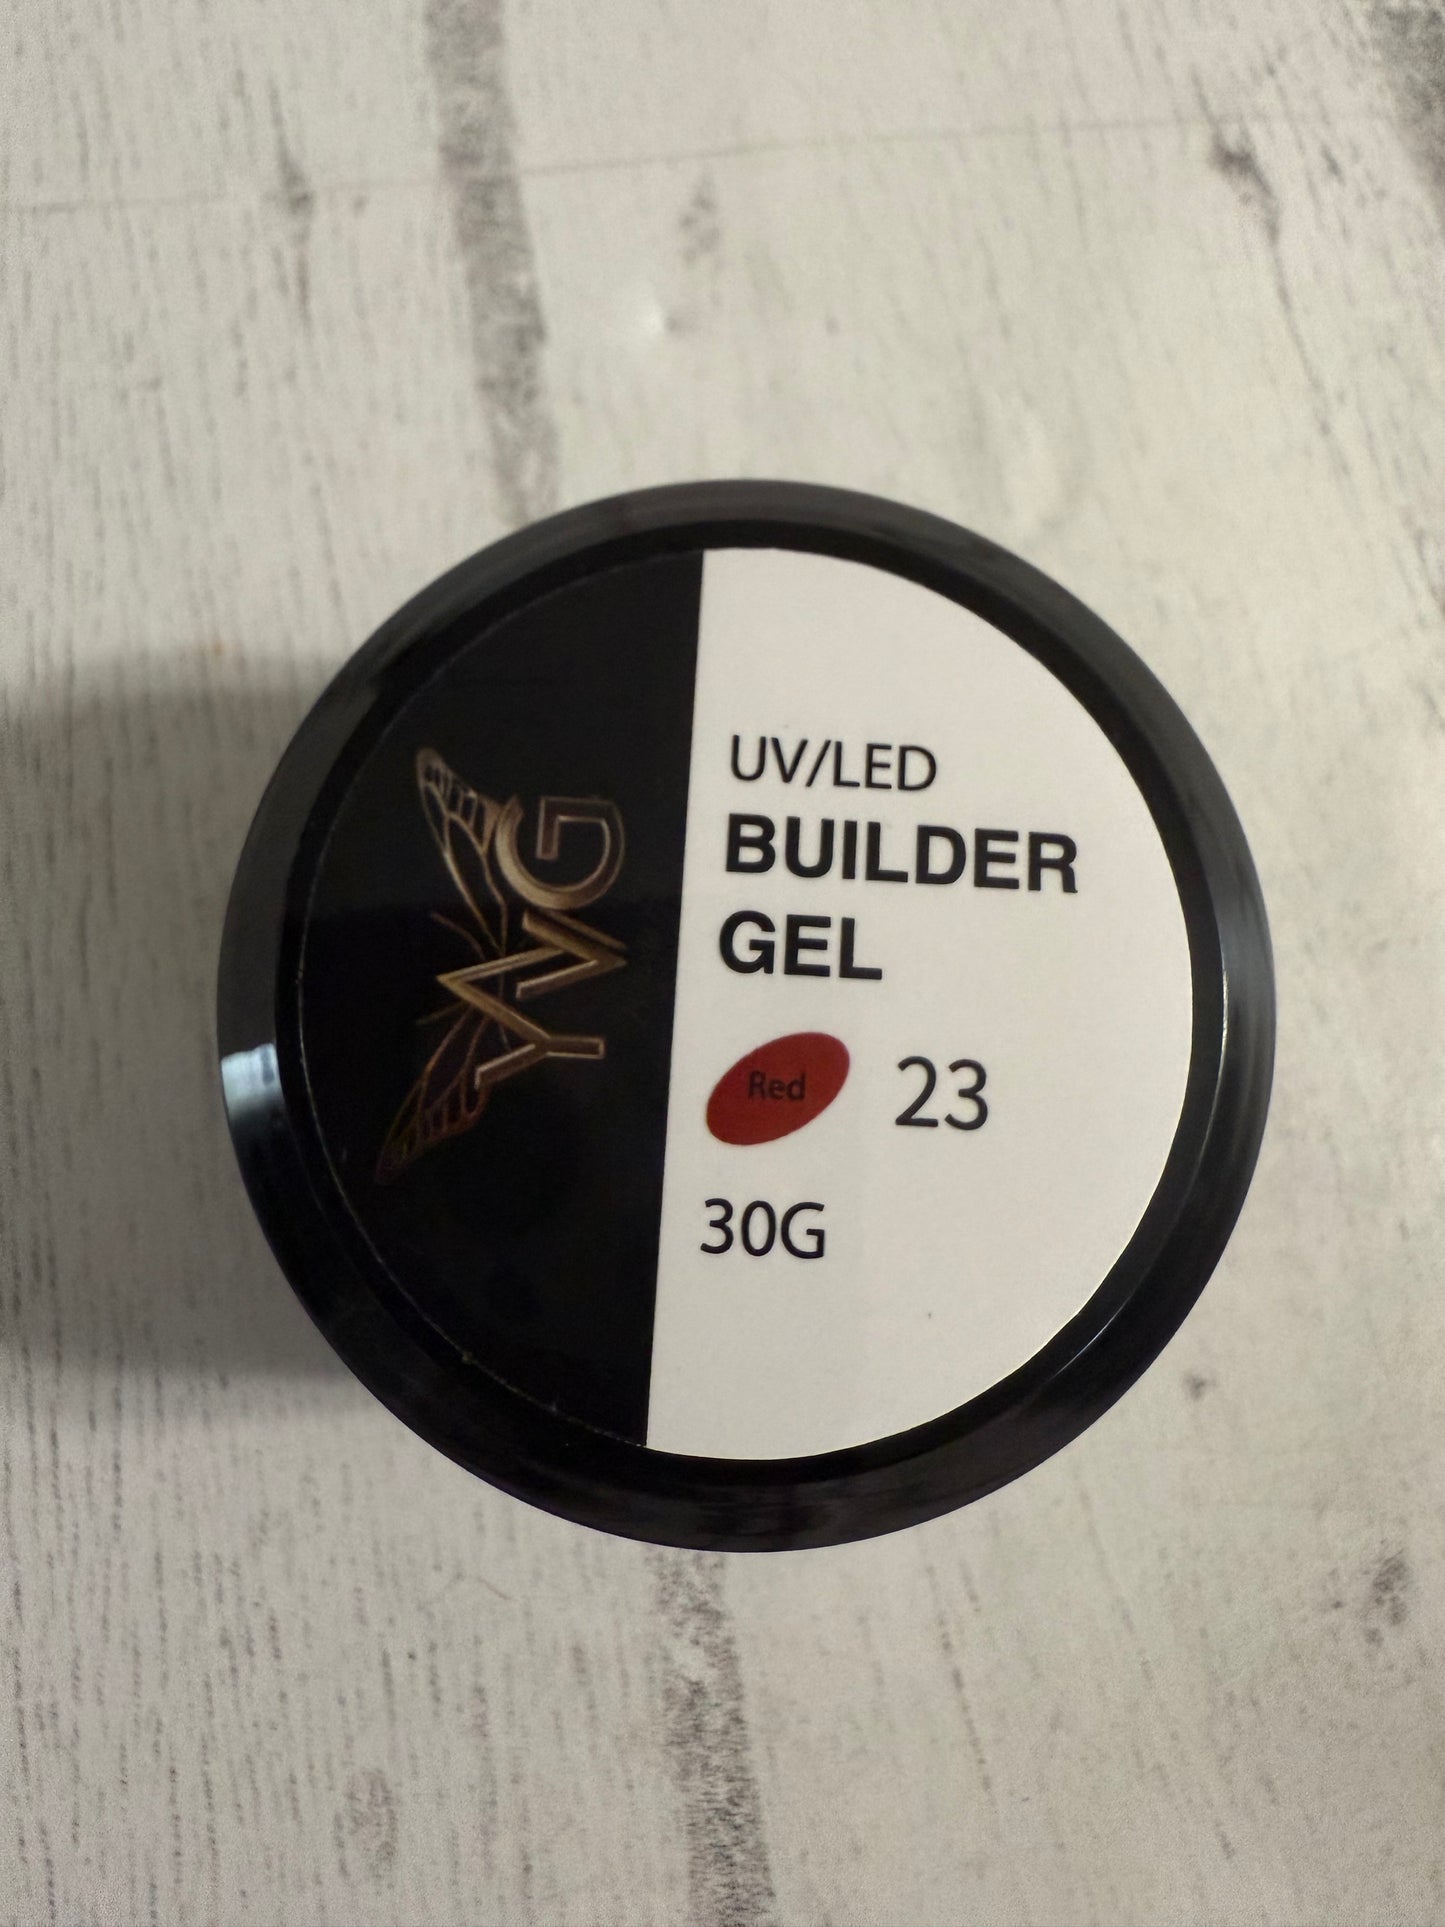 UV/LED
BUILDER
GEL
Red 23
30G